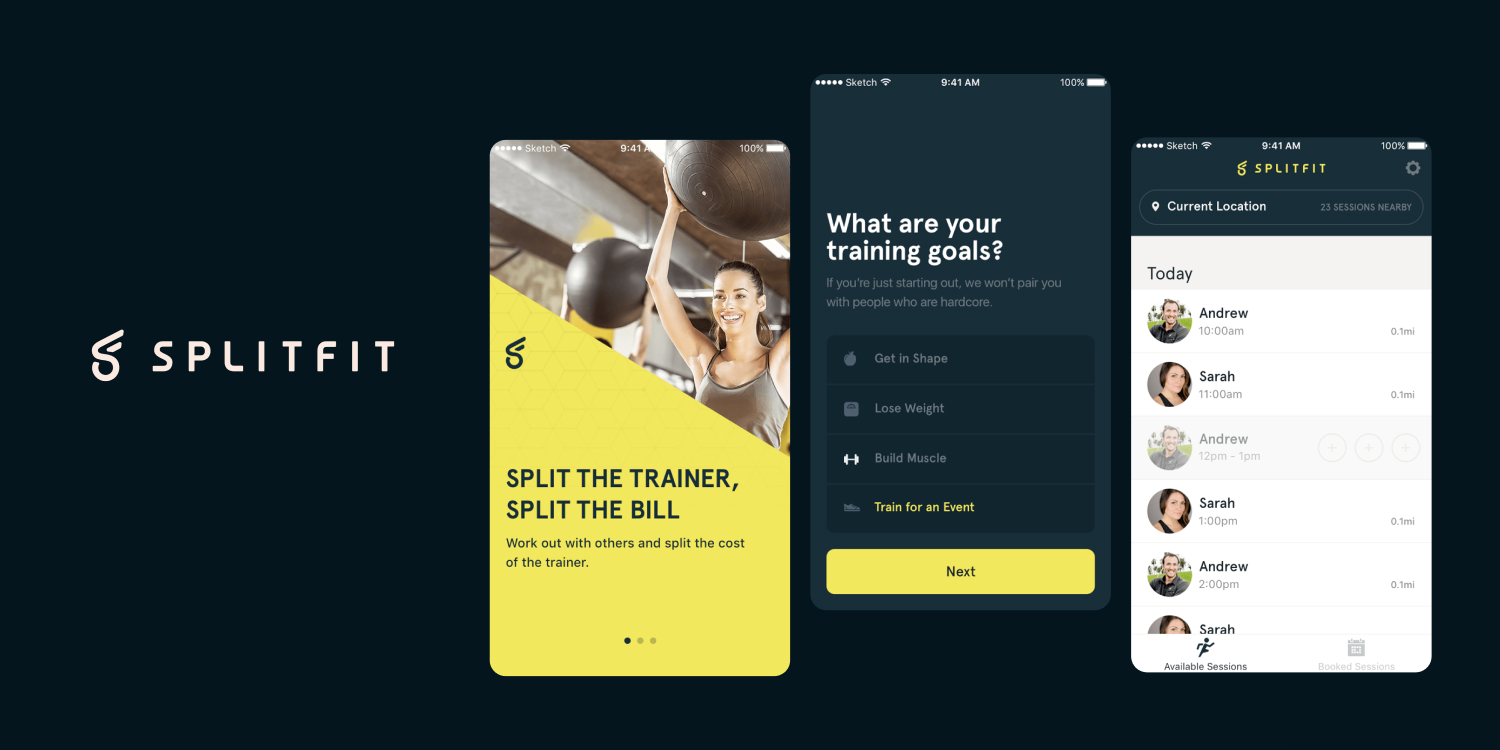 SPLITFIT
Sketch 9:41 A 100%
SPLIT THE TRAINER,
SPLIT THE BILL
Work out with others and split the cost
of the trainer.
Sketch 9:41 AM 100%
What are your
training goals?
If you're just starting out, we won't pair you
with people who are hardcore.
Get in Shape
Lose Weight
Build Muscle
Train for an Event
Next
Sketch 9:41 AM 100%
SPLITFIT
Current Location 23 SESSIONS NEARBY
Today
Andrew
10:00am 0.1mi
Sarah
11:00am 0.1mi
Andrew
12pm - 1pm
Sarah
1:00pm 0.1mi
Andrew
2:00pm 0.1mi
Sarah
Available Sessions Booked Sessions